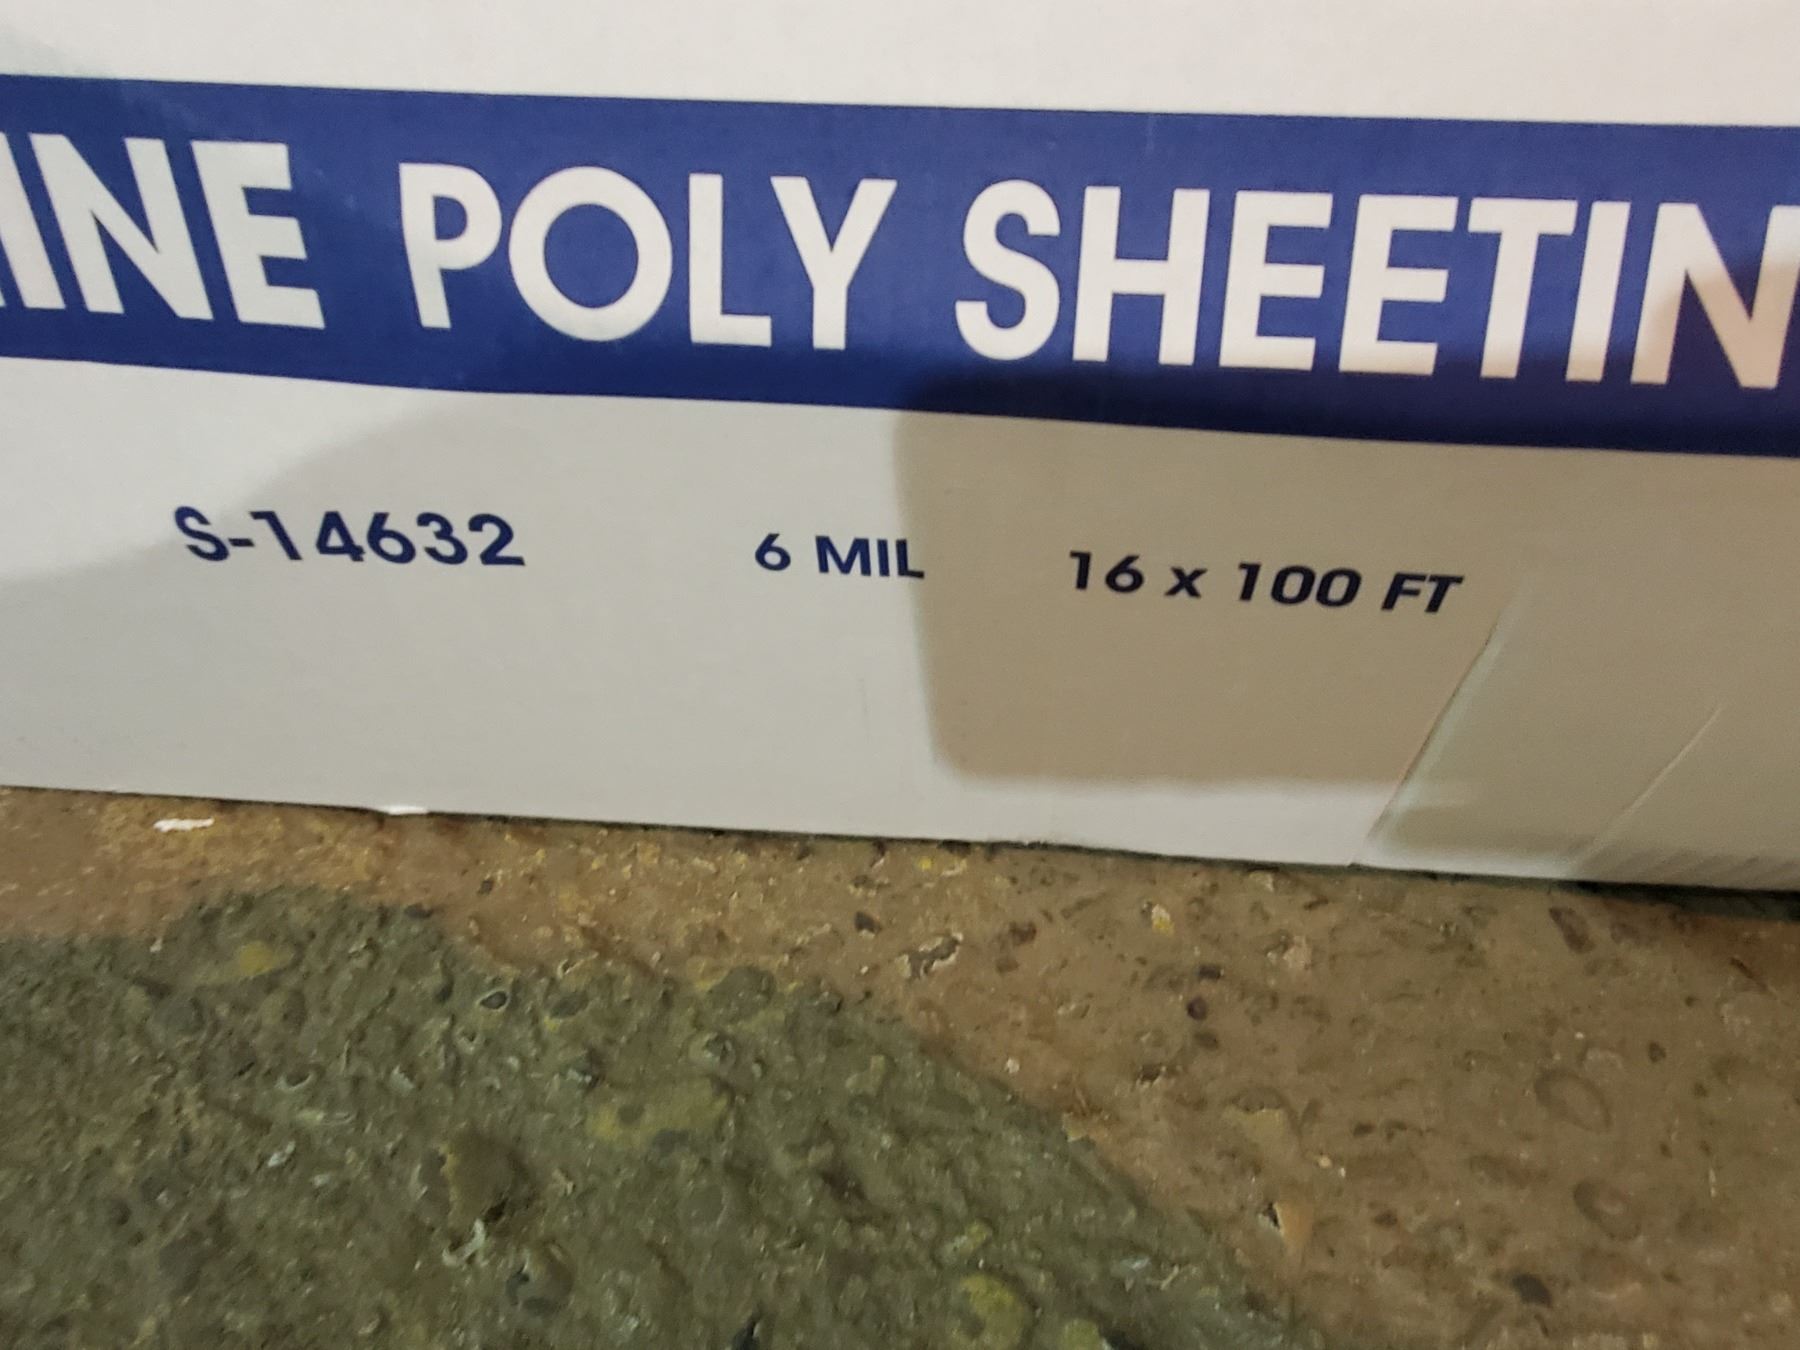 INE POLY SHEETIN
S-14632 6 MIL 16 x 100 FT